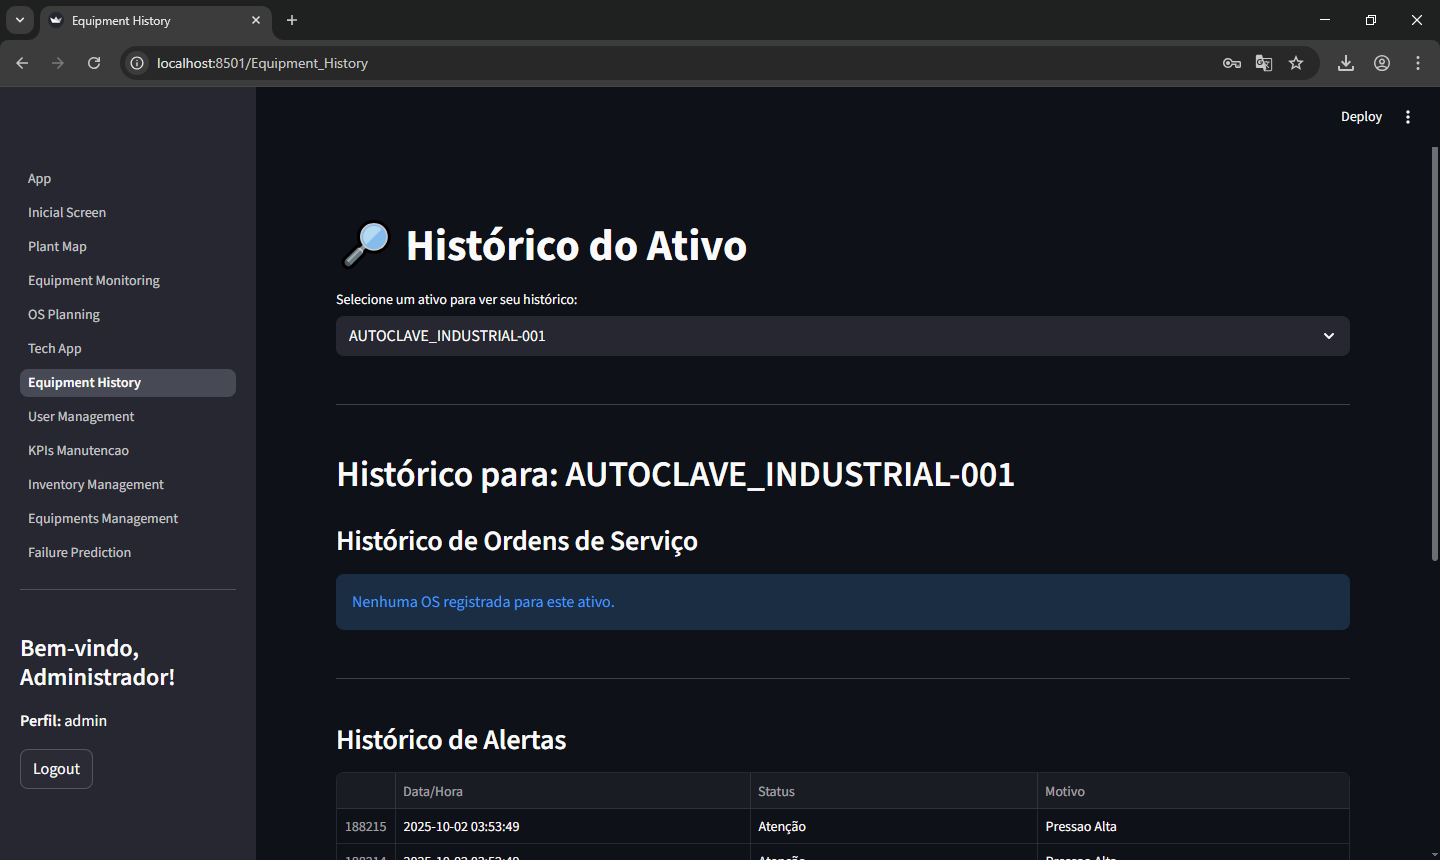 Equipment History
localhost:8501/Equipment_History
Deploy
App
Inicial Screen
Plant Map
Equipment Monitoring
OS Planning
Tech App
Equipment History
User Management
KPIs Manutencao
Inventory Management
Equipments Management
Failure Prediction
Bem-vindo,
Administrador!
Perfil: admin
Logout
Histórico do Ativo
Selecione um ativo para ver seu histórico:
AUTOCLAVE_INDUSTRIAL-001
Histórico para: AUTOCLAVE_INDUSTRIAL-001
Histórico de Ordens de Serviço
Nenhuma OS registrada para este ativo.
Histórico de Alertas
Data/Hora Status Motivo
188215 2025-10-02 03:53:49 Atenção Pressao Alta